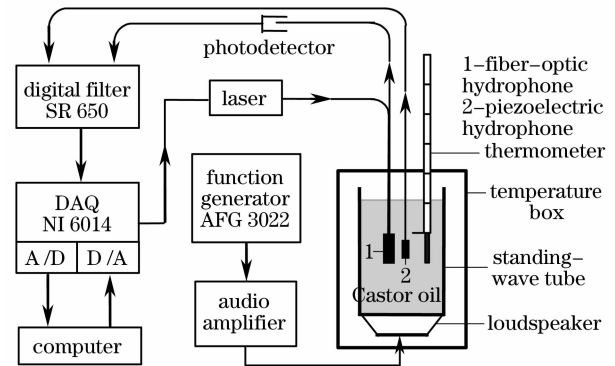 photodetector
digital filter
SR 650
laser
1-fiber-optic
hydrophone
2-piezoelectric
hydrophone
thermometer
DAQ
NI 6014
A/D
D/A
function
generator
AFG 3022
temperature
box
1
2
Castor oil
standing-
wave tube
audio
amplifier
loudspeaker
computer